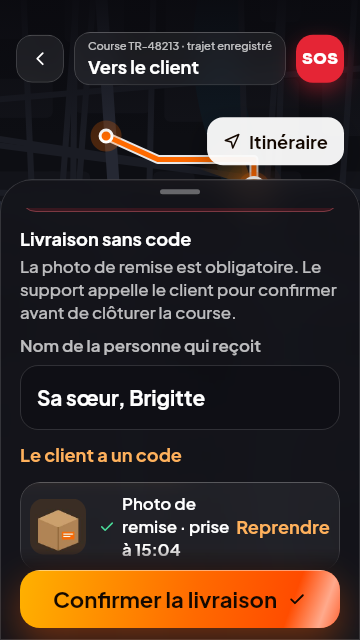 Course TR-48213 · trajet enregistré
Vers le client
SOS
Itinéraire
Livraison sans code
La photo de remise est obligatoire. Le
support appelle le client pour confirmer
avant de clôturer la course.
Nom de la personne qui reçoit
Sa sœur, Brigitte
Le client a un code
Photo de
remise · prise
à 15:04
Reprendre
Confirmer la livraison